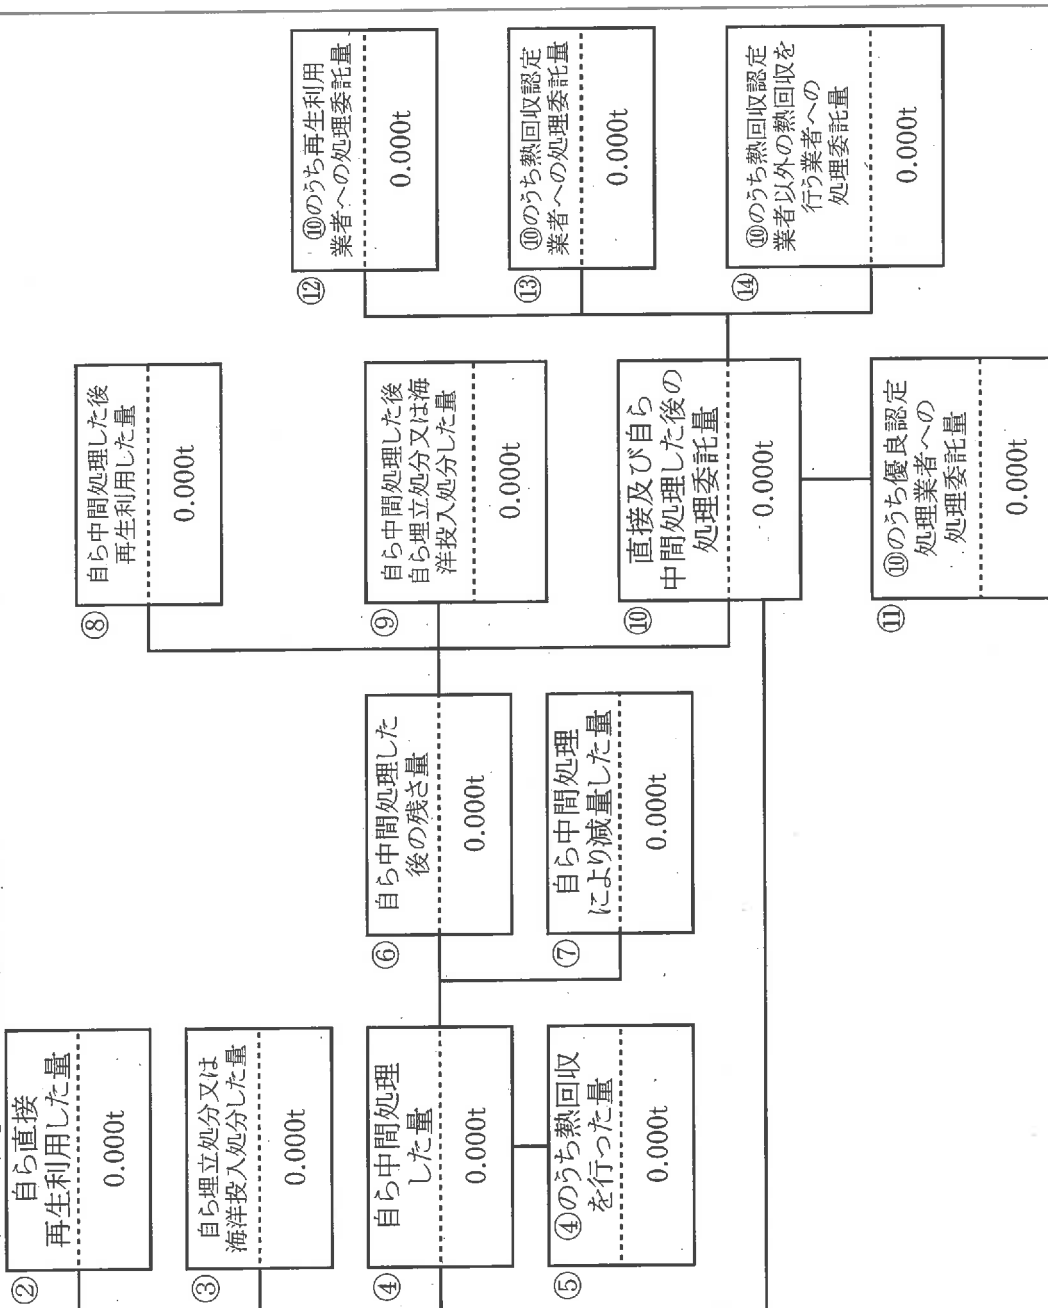 ②
自ら直接
再生利用した量
0.000t
③
自ら埋立処分又は
海洋投入処分した量
0.000t
④
自ら中間処理
した量
0.000t
⑤
④のうち熱回収
を行った量
0.000t
⑥
自ら中間処理した
後の残さ量
0.000t
⑦
自ら中間処理
により減量した量
0.000t
⑧
自ら中間処理した後
再生利用した量
0.000t
⑨
自ら中間処理した後
自ら埋立処分又は海
洋投入処分した量
0.000t
⑩
直接及び自ら
中間処理した後の
処理委託量
0.000t
⑪
⑩のうち優良認定
処理業者への
処理委託量
0.000t
⑫
⑩のうち再生利用
業者への処理委託量
0.000t
⑬
⑩のうち熱回収認定
業者への処理委託量
0.000t
⑭
⑩のうち熱回収認定
業者以外の熱回収を
行う業者への
処理委託量
0.000t